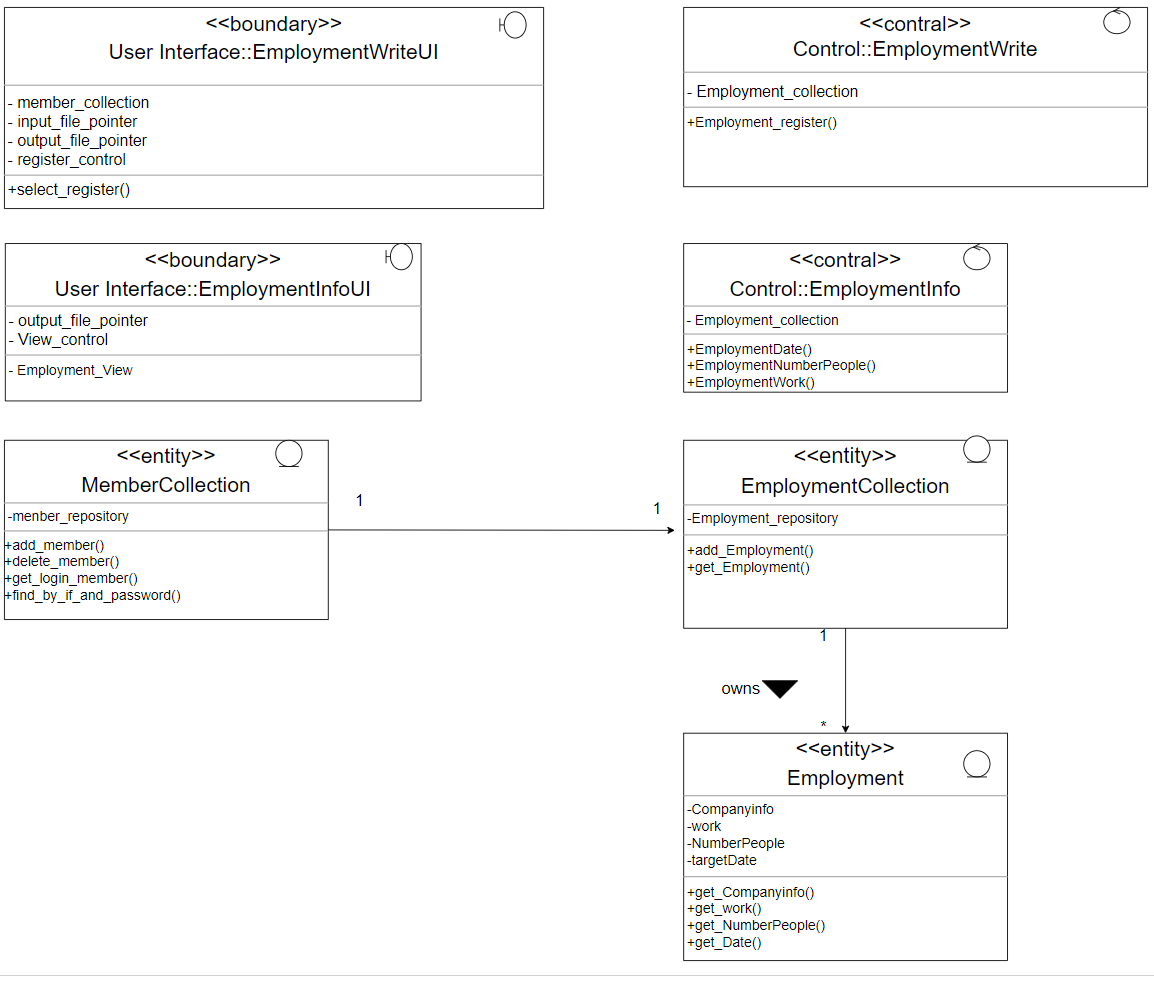 <<boundary>>
User Interface::EmploymentWriteUI
- member_collection
- input_file_pointer
- output_file_pointer
- register_control
+select_register()
<<contral>>
Control::EmploymentWrite
- Employment_collection
+Employment_register()
<<boundary>>
User Interface::EmploymentInfoUI
- output_file_pointer
- View_control
- Employment_View
<<contral>>
Control::EmploymentInfo
- Employment_collection
+EmploymentDate()
+EmploymentNumberPeople()
+EmploymentWork()
<<entity>>
MemberCollection
-menber_repository
+add_member()
+delete_member()
+get_login_member()
+find_by_if_and_password()
1
1
<<entity>>
EmploymentCollection
-Employment_repository
+add_Employment()
+get_Employment()
1
owns
*
<<entity>>
Employment
-Companyinfo
-work
-NumberPeople
-targetDate
+get_Companyinfo()
+get_work()
+get_NumberPeople()
+get_Date()